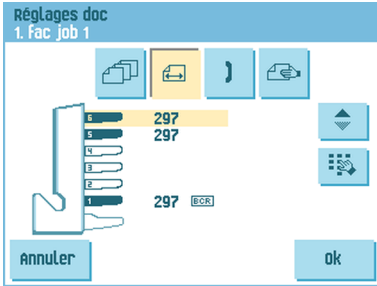 Réglages doc
1. Fac job 1
6 297
5 297
4
3
2
1 297 BCR
Annuler
Ok